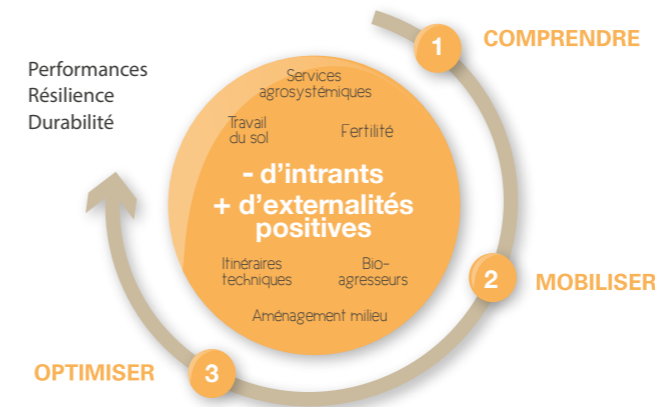 1
COMPRENDRE
Performances
Résilience
Durabilité
Services
agrosystémiques
Travail
du sol
Fertilité
- d'intrants
+ d'externalités
positives
Itinéraires
techniques
Bio-
agresseurs
Aménagement milieu
2
MOBILISER
OPTIMISER
3